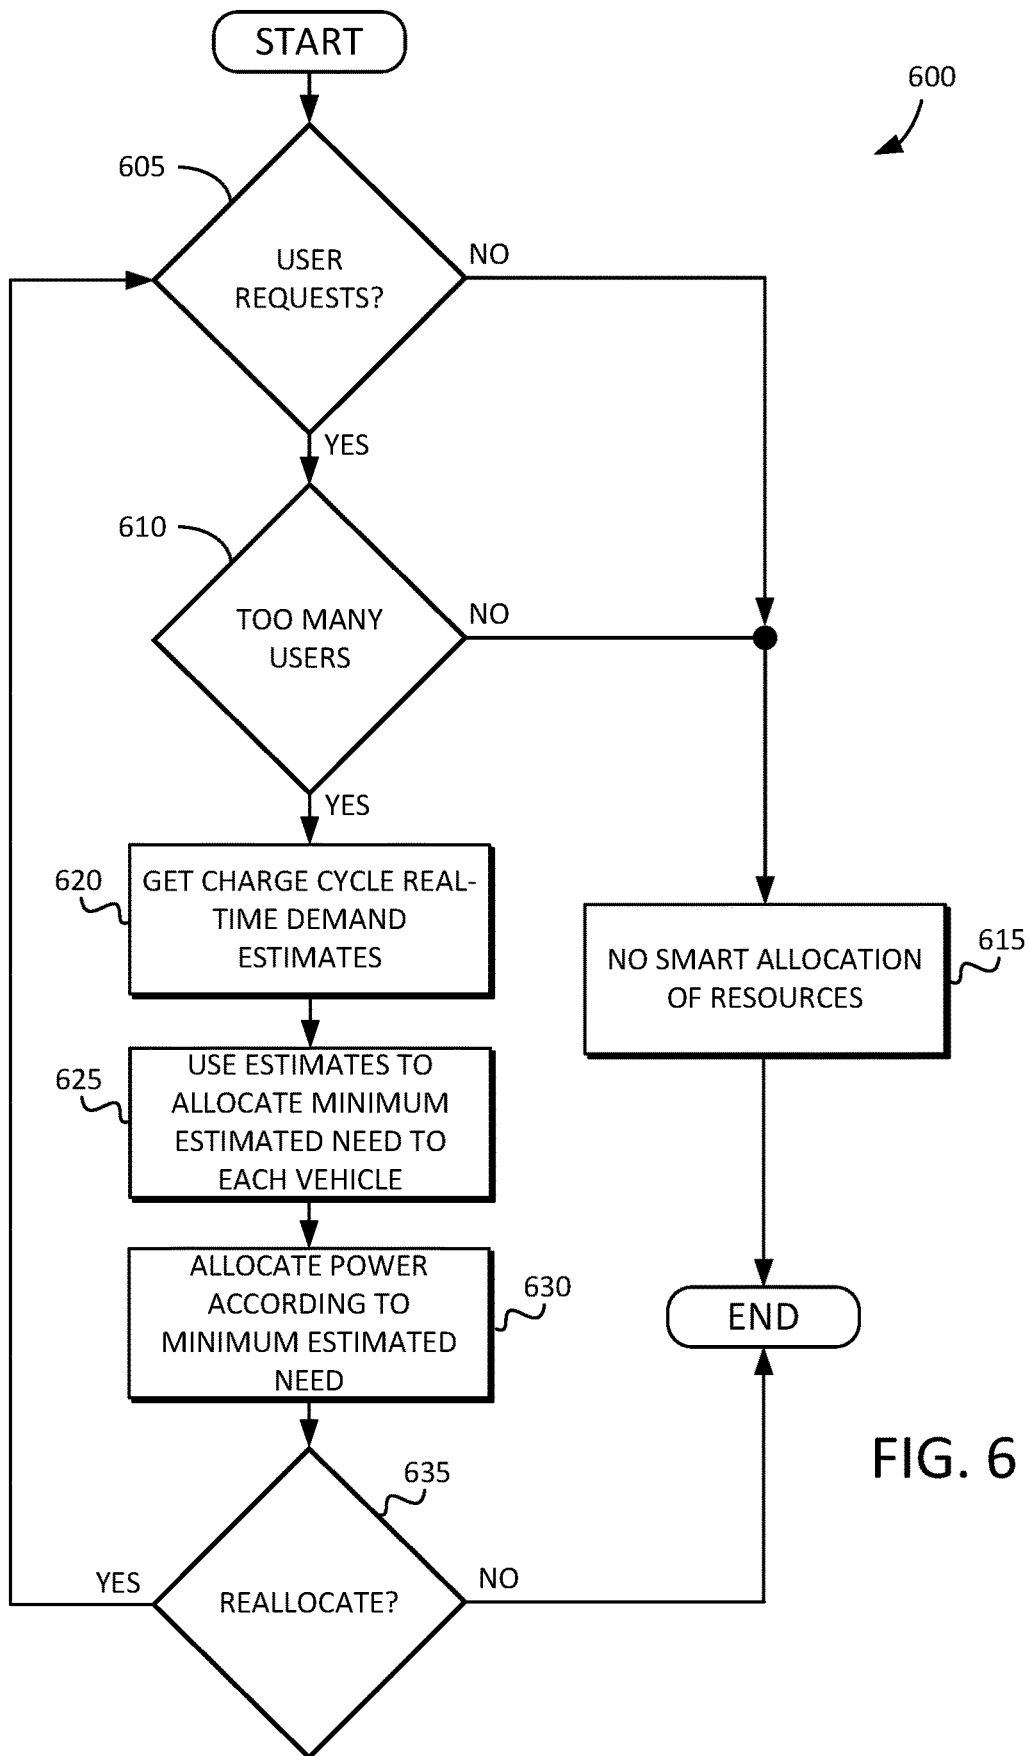 START
600
605
USER
REQUESTS?
NO
YES
610
TOO MANY
USERS
NO
YES
620
GET CHARGE CYCLE REAL-
TIME DEMAND
ESTIMATES
NO SMART ALLOCATION
OF RESOURCES
615
625
USE ESTIMATES TO
ALLOCATE MINIMUM
ESTIMATED NEED TO
EACH VEHICLE
ALLOCATE POWER
ACCORDING TO
MINIMUM ESTIMATED
NEED
630
END
635
REALLOCATE?
YES
NO
FIG. 6